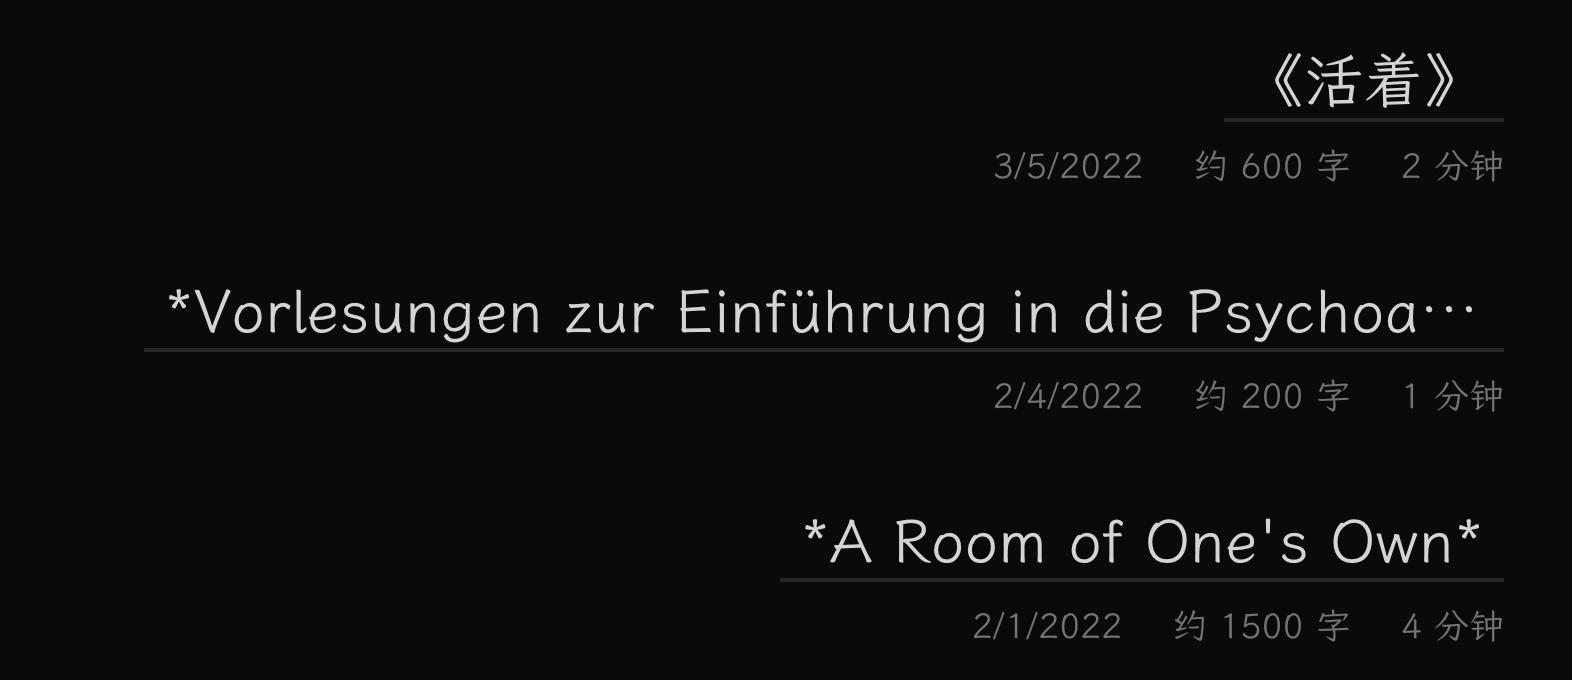 《活着》
3/5/2022 约 600 字 2 分钟
*Vorlesungen zur Einführung in die Psychoa…
2/4/2022 约 200 字 1 分钟
*A Room of One's Own*
2/1/2022 约 1500 字 4 分钟